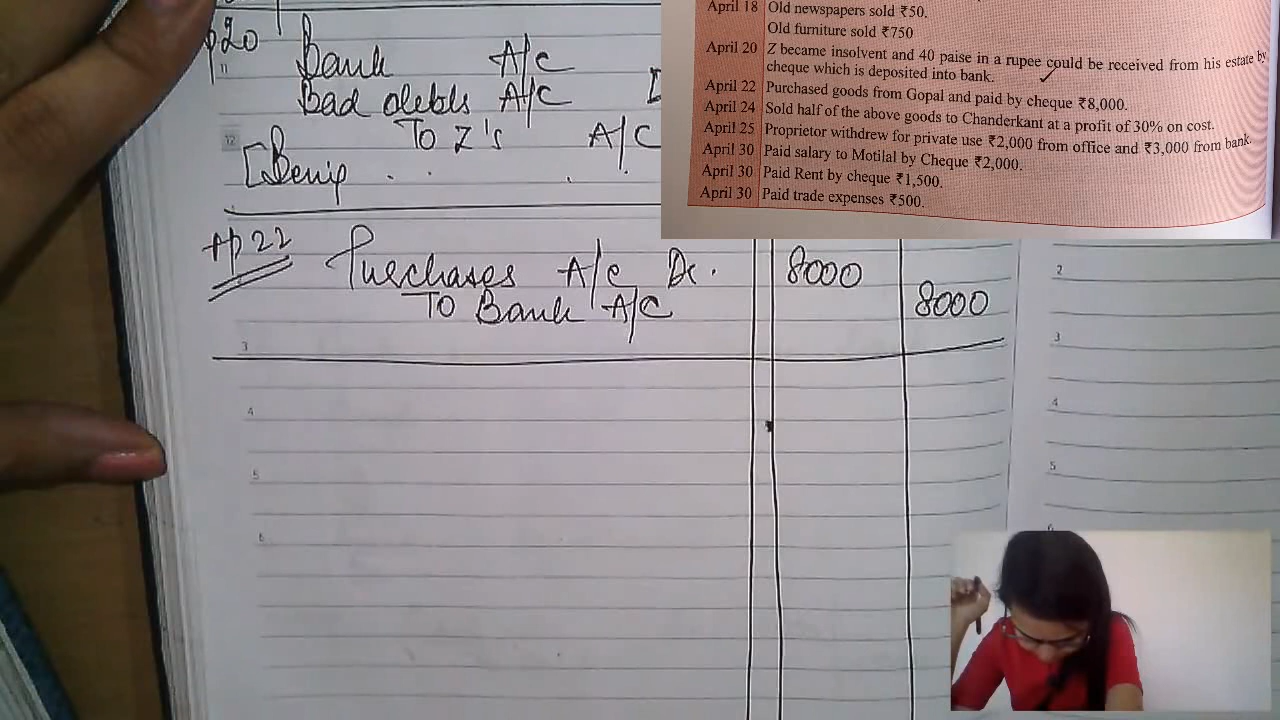 p20 Bank A/C
Bad debts A/C D
To Z's A/C
[Being . . . .
Ap 22 Purchases A/c Dr. 8000
To Bank A/C 8000
April 18 Old newspapers sold ₹50.
Old furniture sold ₹750
April 20 Z became insolvent and 40 paise in a rupee could be received from his estate by
cheque which is deposited into bank.
April 22 Purchased goods from Gopal and paid by cheque ₹8,000.
April 24 Sold half of the above goods to Chanderkant at a profit of 30% on cost.
April 25 Proprietor withdrew for private use ₹2,000 from office and ₹3,000 from bank.
April 30 Paid salary to Motilal by Cheque ₹2,000.
April 30 Paid Rent by cheque ₹1,500.
April 30 Paid trade expenses ₹500.
11
12
3
4
5
6
2
3
4
5